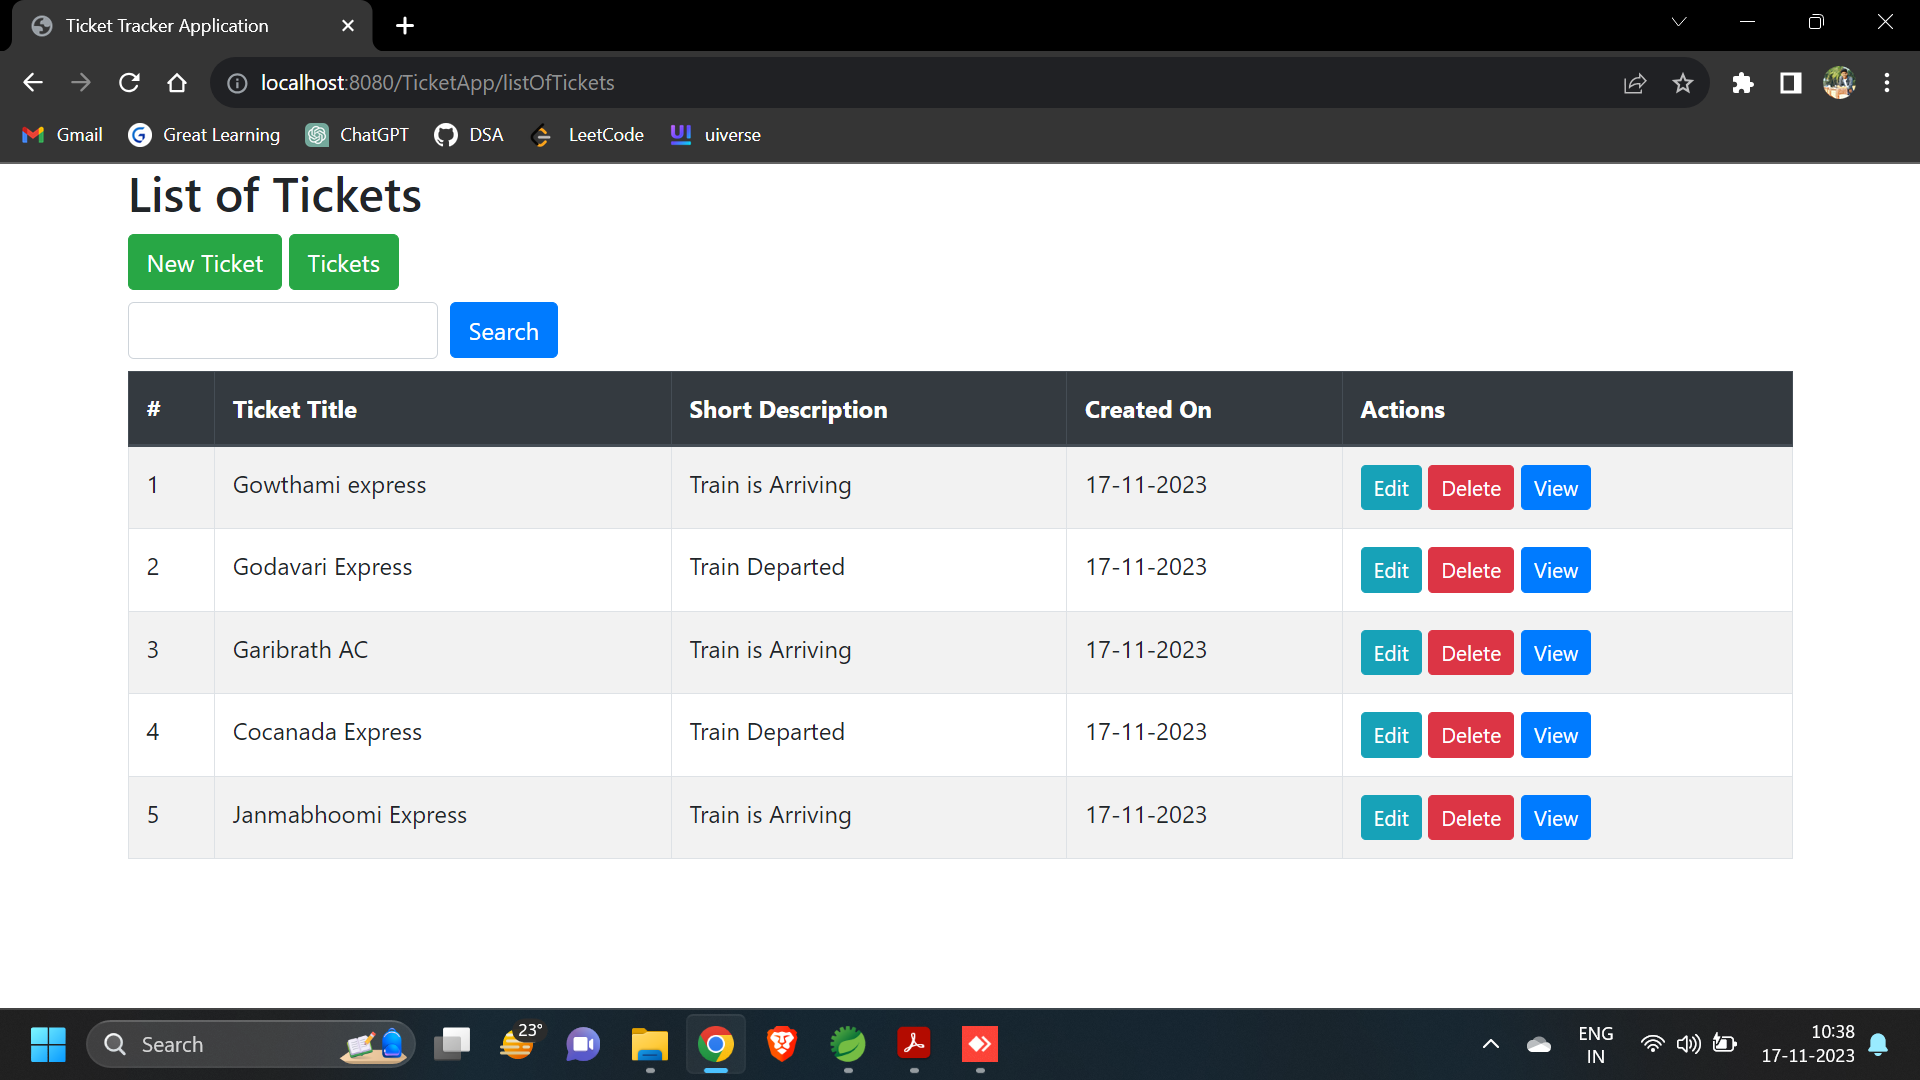 Ticket Tracker Application
localhost:8080/TicketApp/listOfTickets
Gmail Great Learning ChatGPT DSA LeetCode uiverse
List of Tickets
New Ticket Tickets
Search
# Ticket Title Short Description Created On Actions
1 Gowthami express Train is Arriving 17-11-2023 Edit Delete View
2 Godavari Express Train Departed 17-11-2023 Edit Delete View
3 Garibrath AC Train is Arriving 17-11-2023 Edit Delete View
4 Cocanada Express Train Departed 17-11-2023 Edit Delete View
5 Janmabhoomi Express Train is Arriving 17-11-2023 Edit Delete View
Search 23° ENG IN 10:38
17-11-2023